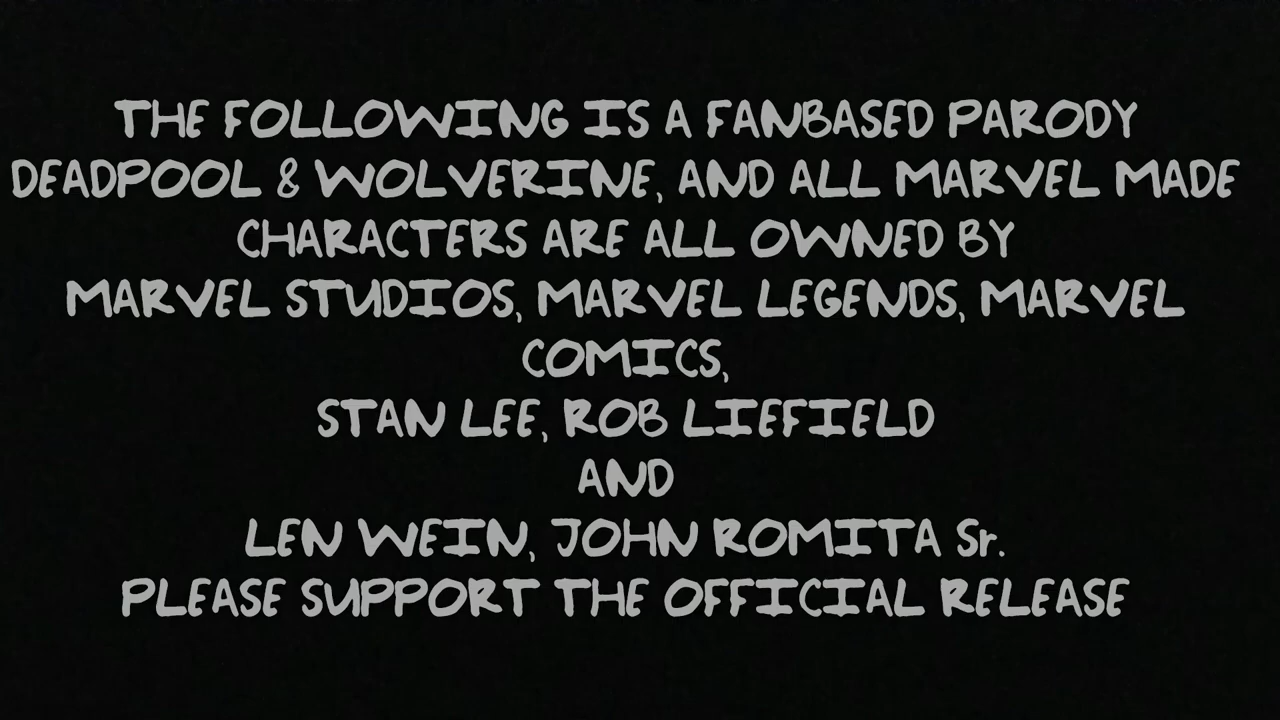 THE FOLLOWING IS A FANBASED PARODY
DEADPOOL & WOLVERINE, AND ALL MARVEL MADE
CHARACTERS ARE ALL OWNED BY
MARVEL STUDIOS, MARVEL LEGENDS, MARVEL
COMICS,
STAN LEE, ROB LIEFIELD
AND
LEN WEIN, JOHN ROMITA Sr.
PLEASE SUPPORT THE OFFICIAL RELEASE